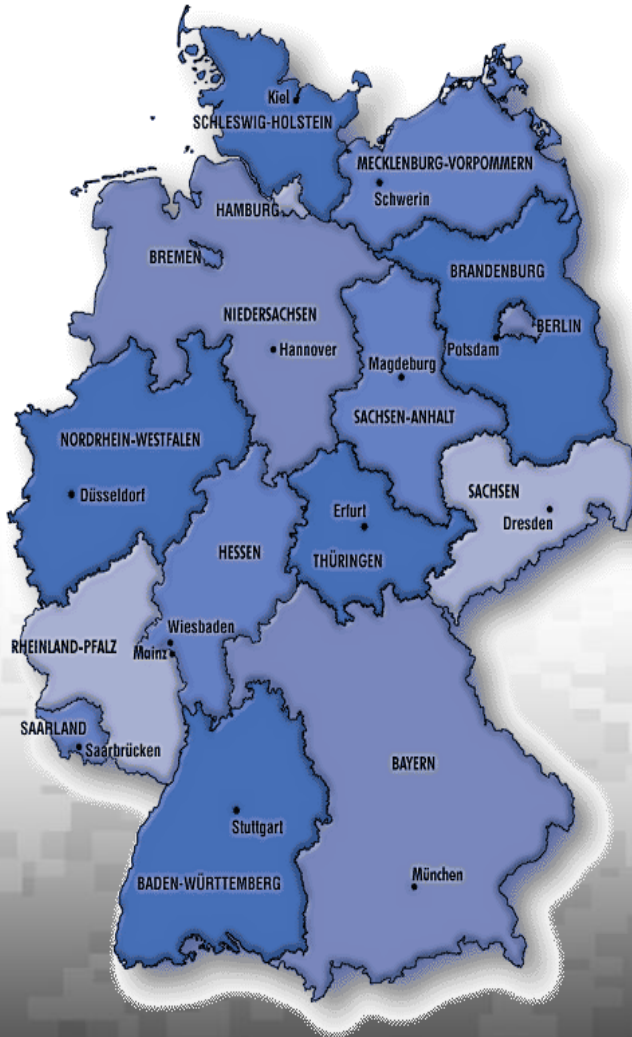 Kiel
SCHLESWIG-HOLSTEIN
MECKLENBURG-VORPOMMERN
Schwerin
HAMBURG
BREMEN
BRANDENBURG
NIEDERSACHSEN
BERLIN
Hannover
Potsdam
Magdeburg
SACHSEN-ANHALT
NORDRHEIN-WESTFALEN
Düsseldorf
SACHSEN
Erfurt
Dresden
HESSEN
THÜRINGEN
Wiesbaden
RHEINLAND-PFALZ
Mainz
SAARLAND
Saarbrücken
BAYERN
Stuttgart
München
BADEN-WÜRTTEMBERG